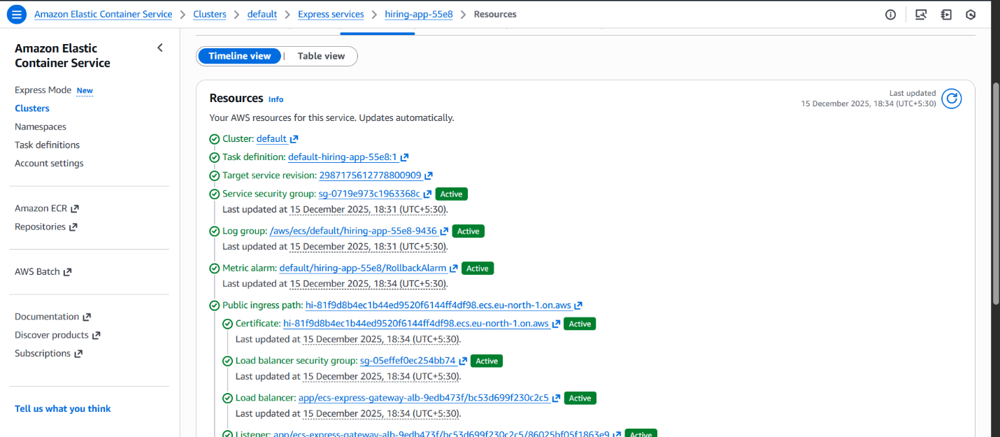 Amazon Elastic Container Service > Clusters > default > Express services > hiring-app-55e8 > Resources
Amazon Elastic
Container Service
Express Mode New
Clusters
Namespaces
Task definitions
Account settings
Amazon ECR
Repositories
AWS Batch
Documentation
Discover products
Subscriptions
Tell us what you think
Timeline view | Table view
Resources Info
Last updated
15 December 2025, 18:34 (UTC+5:30)
Your AWS resources for this service. Updates automatically.
Cluster: default
Task definition: default-hiring-app-55e8:1
Target service revision: 2987175612778800909
Service security group: sg-0719e973c1963368c Active
Last updated at 15 December 2025, 18:31 (UTC+5:30).
Log group: /aws/ecs/default/hiring-app-55e8-9436 Active
Last updated at 15 December 2025, 18:31 (UTC+5:30).
Metric alarm: default/hiring-app-55e8/RollbackAlarm Active
Last updated at 15 December 2025, 18:34 (UTC+5:30).
Public ingress path: hi-81f9d8b4ec1b44ed9520f6144ff4df98.ecs.eu-north-1.on.aws
Certificate: hi-81f9d8b4ec1b44ed9520f6144ff4df98.ecs.eu-north-1.on.aws Active
Last updated at 15 December 2025, 18:34 (UTC+5:30).
Load balancer security group: sg-05effef0ec254bb74 Active
Last updated at 15 December 2025, 18:34 (UTC+5:30).
Load balancer: app/ecs-express-gateway-alb-9edb473f/bc53d699f230c2c5 Active
Last updated at 15 December 2025, 18:34 (UTC+5:30).
Listener: app/ecs-express-gateway-alb-9edb473f/bc53d699f230c2c5/86025bf05f1863e9 Active